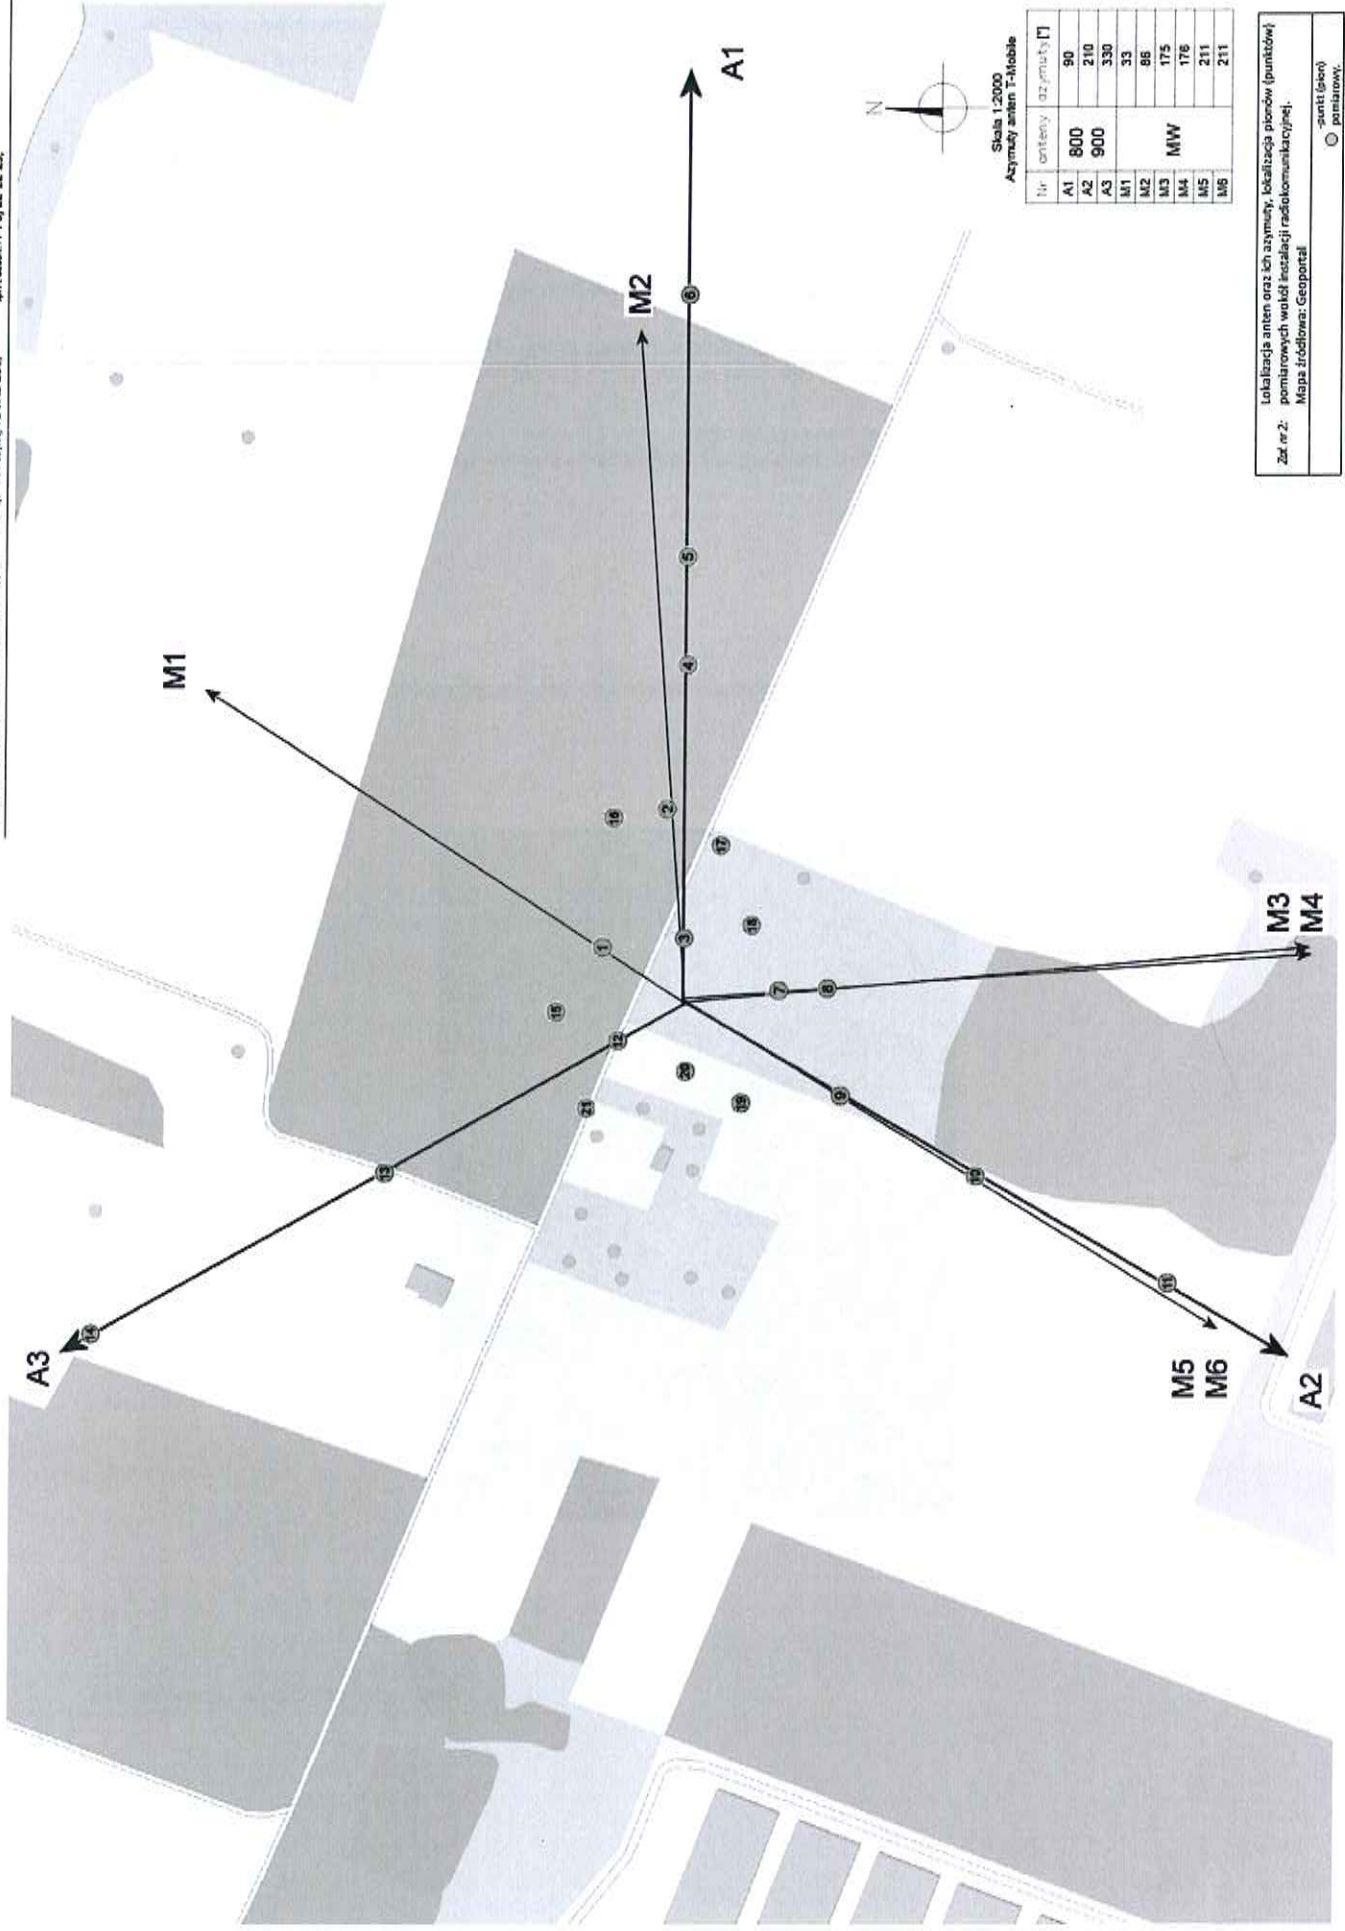 A1
A2
A3
M1
M2
M3
M4
M5
M6
1
2
3
4
5
6
7
8
9
10
11
12
13
14
15
16
17
18
19
20
21
N
Skala 1:2000
Azymuty anten T-Mobile
Nr anteny azymuty[°]
A1 800 900 90
A2 210
A3 330
M1 MW 33
M2 86
M3 175
M4 176
M5 211
M6 211
Zał. nr 2: Lokalizacja anten oraz ich azymuty, lokalizacja pionów (punktów)
pomiarowych wokół instalacji radiokomunikacyjnej.
Mapa źródłowa: Geoportal
-punkt (pion)
pomiarowy.